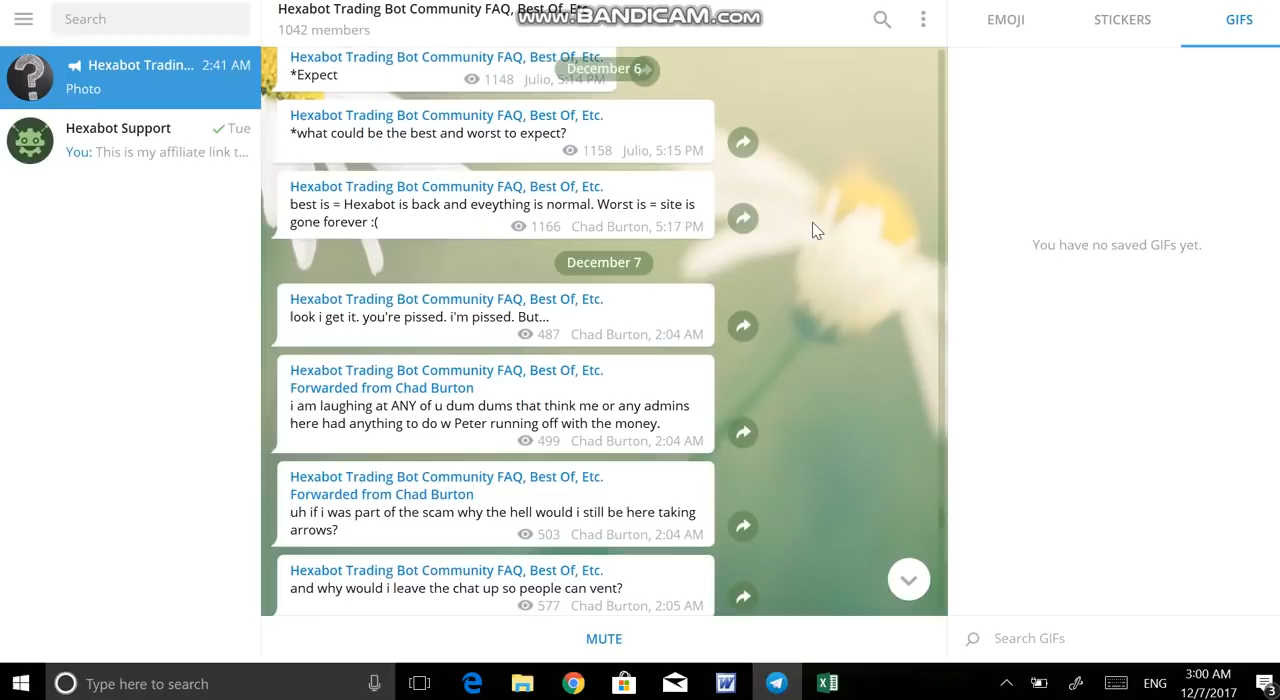 Search
Hexabot Tradin... 2:41 AM
Photo
Hexabot Support Tue
You: This is my affiliate link t...
Hexabot Trading Bot Community FAQ, Best Of, Etc.
1042 members
www.BANDICAM.com
EMOJI STICKERS GIFS
Hexabot Trading Bot Community FAQ, Best Of, Etc.
December 6
*Expect
1148 Julio, 5:14 PM
Hexabot Trading Bot Community FAQ, Best Of, Etc.
*what could be the best and worst to expect?
1158 Julio, 5:15 PM
Hexabot Trading Bot Community FAQ, Best Of, Etc.
best is = Hexabot is back and eveything is normal. Worst is = site is
gone forever :(
1166 Chad Burton, 5:17 PM
December 7
Hexabot Trading Bot Community FAQ, Best Of, Etc.
look i get it. you're pissed. i'm pissed. But...
487 Chad Burton, 2:04 AM
Hexabot Trading Bot Community FAQ, Best Of, Etc.
Forwarded from Chad Burton
i am laughing at ANY of u dum dums that think me or any admins
here had anything to do w Peter running off with the money.
499 Chad Burton, 2:04 AM
Hexabot Trading Bot Community FAQ, Best Of, Etc.
Forwarded from Chad Burton
uh if i was part of the scam why the hell would i still be here taking
arrows?
503 Chad Burton, 2:04 AM
Hexabot Trading Bot Community FAQ, Best Of, Etc.
and why would i leave the chat up so people can vent?
577 Chad Burton, 2:05 AM
MUTE
You have no saved GIFs yet.
Search GIFs
Type here to search
ENG
3:00 AM
12/7/2017